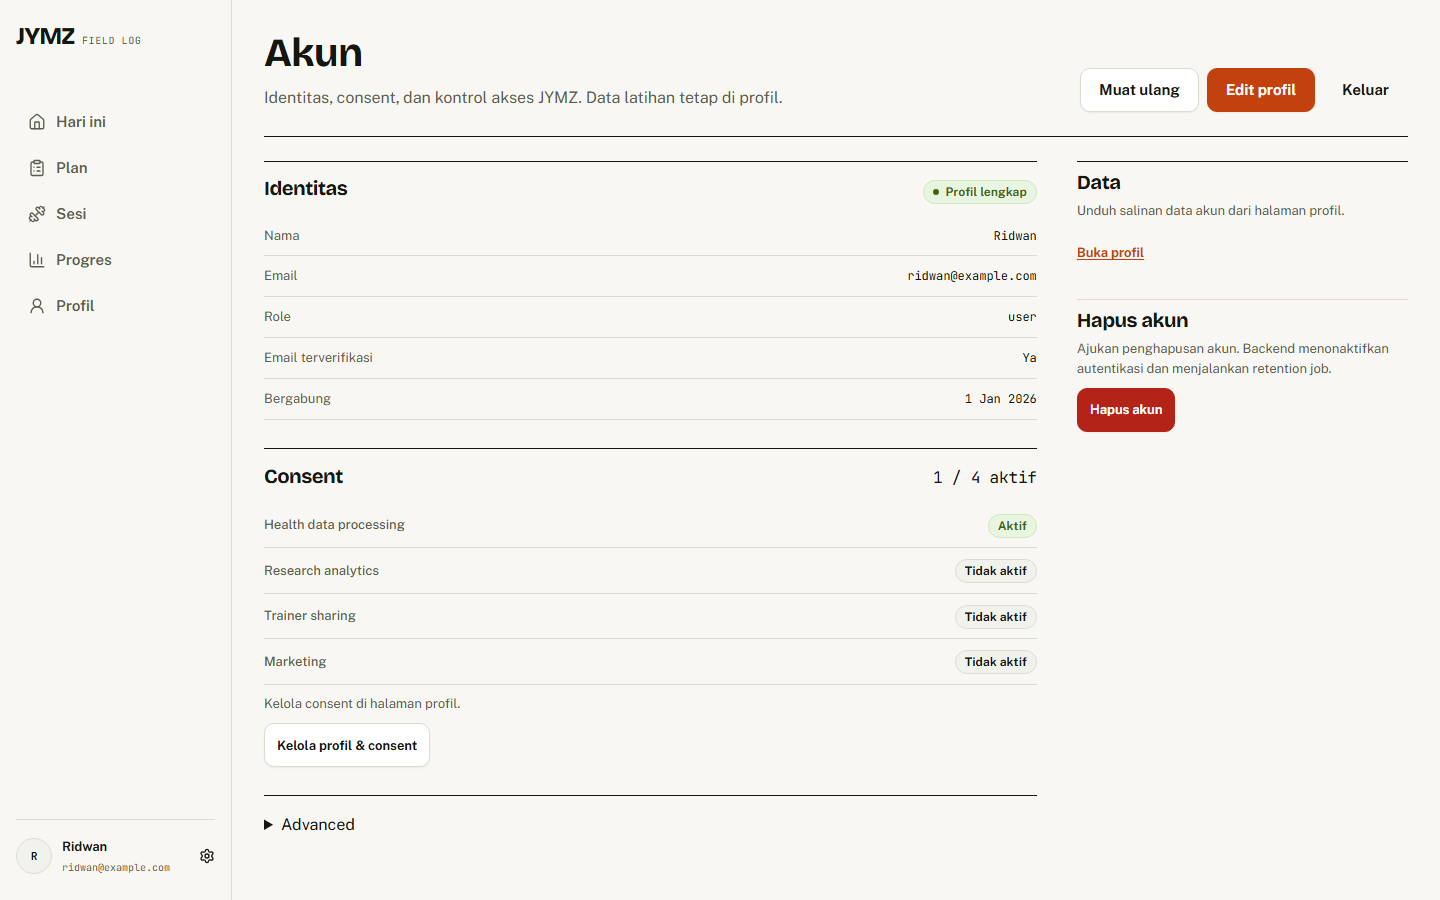 JYMZ FIELD LOG
Hari ini
Plan
Sesi
Progres
Profil
R
Ridwan
ridwan@example.com
Akun
Identitas, consent, dan kontrol akses JYMZ. Data latihan tetap di profil.
Muat ulang
Edit profil
Keluar
Identitas
Profil lengkap
Nama
Ridwan
Email
ridwan@example.com
Role
user
Email terverifikasi
Ya
Bergabung
1 Jan 2026
Consent
1 / 4 aktif
Health data processing
Aktif
Research analytics
Tidak aktif
Trainer sharing
Tidak aktif
Marketing
Tidak aktif
Kelola consent di halaman profil.
Kelola profil & consent
Advanced
Data
Unduh salinan data akun dari halaman profil.
Buka profil
Hapus akun
Ajukan penghapusan akun. Backend menonaktifkan
autentikasi dan menjalankan retention job.
Hapus akun